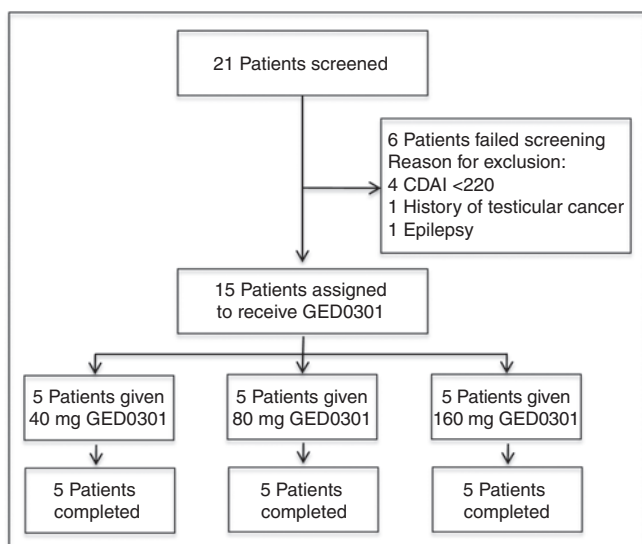 21 Patients screened
6 Patients failed screening
Reason for exclusion:
4 CDAI <220
1 History of testicular cancer
1 Epilepsy
15 Patients assigned
to receive GED0301
5 Patients given
40 mg GED0301
5 Patients given
80 mg GED0301
5 Patients given
160 mg GED0301
5 Patients
completed
5 Patients
completed
5 Patients
completed